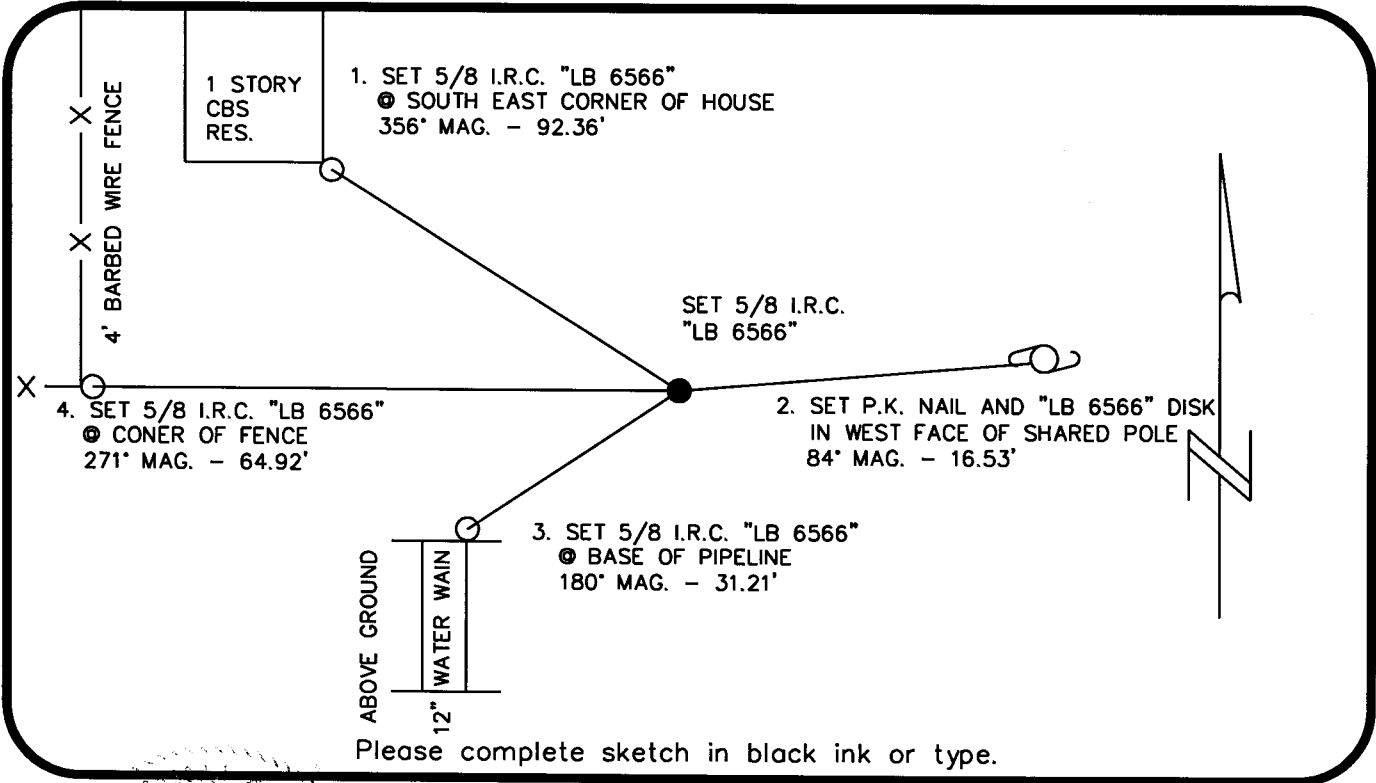 1 STORY
CBS
RES.
4' BARBED WIRE FENCE
1. SET 5/8 I.R.C. "LB 6566"
@ SOUTH EAST CORNER OF HOUSE
356° MAG. – 92.36'
SET 5/8 I.R.C.
"LB 6566"
2. SET P.K. NAIL AND "LB 6566" DISK
IN WEST FACE OF SHARED POLE
84° MAG. – 16.53'
4. SET 5/8 I.R.C. "LB 6566"
@ CONER OF FENCE
271° MAG. – 64.92'
3. SET 5/8 I.R.C. "LB 6566"
@ BASE OF PIPELINE
180° MAG. – 31.21'
ABOVE GROUND
12" WATER WAIN
N
Please complete sketch in black ink or type.